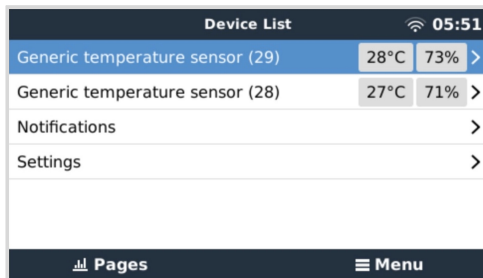 Device List 05:51
Generic temperature sensor (29) 28°C 73%
Generic temperature sensor (28) 27°C 71%
Notifications
Settings
Pages Menu